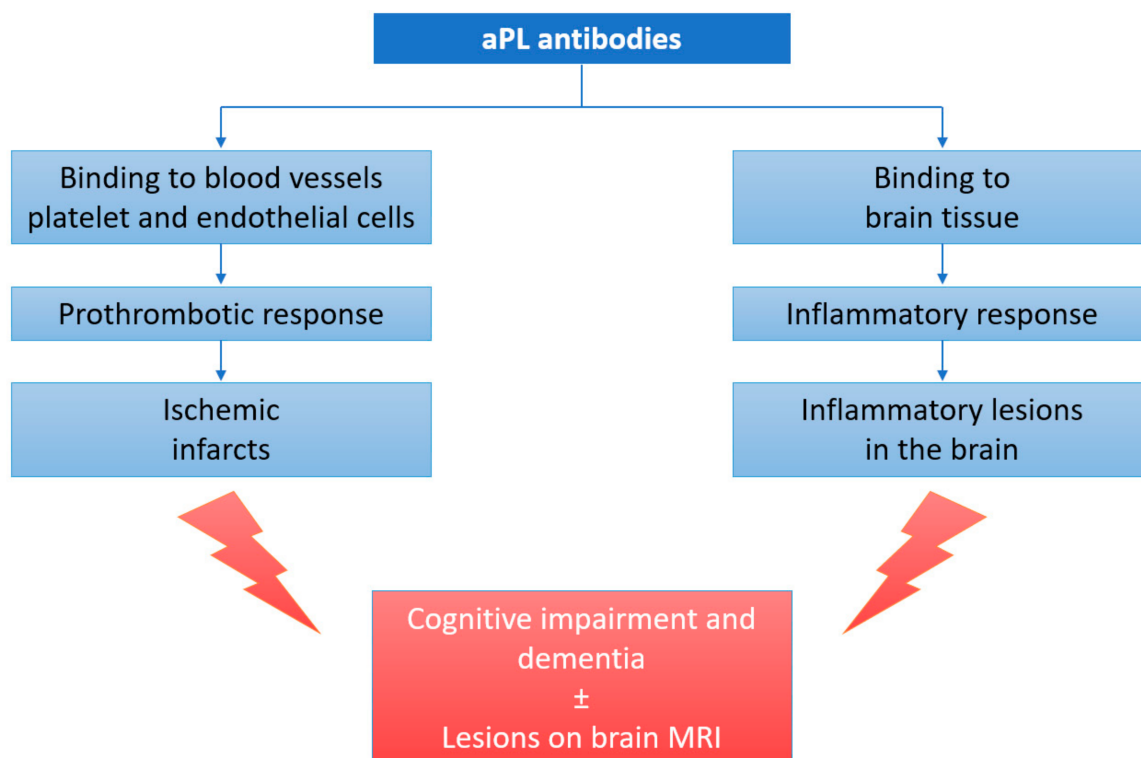 aPL antibodies
Binding to blood vessels
platelet and endothelial cells
Prothrombotic response
Ischemic
infarcts
Binding to
brain tissue
Inflammatory response
Inflammatory lesions
in the brain
Cognitive impairment and
dementia
±
Lesions on brain MRI